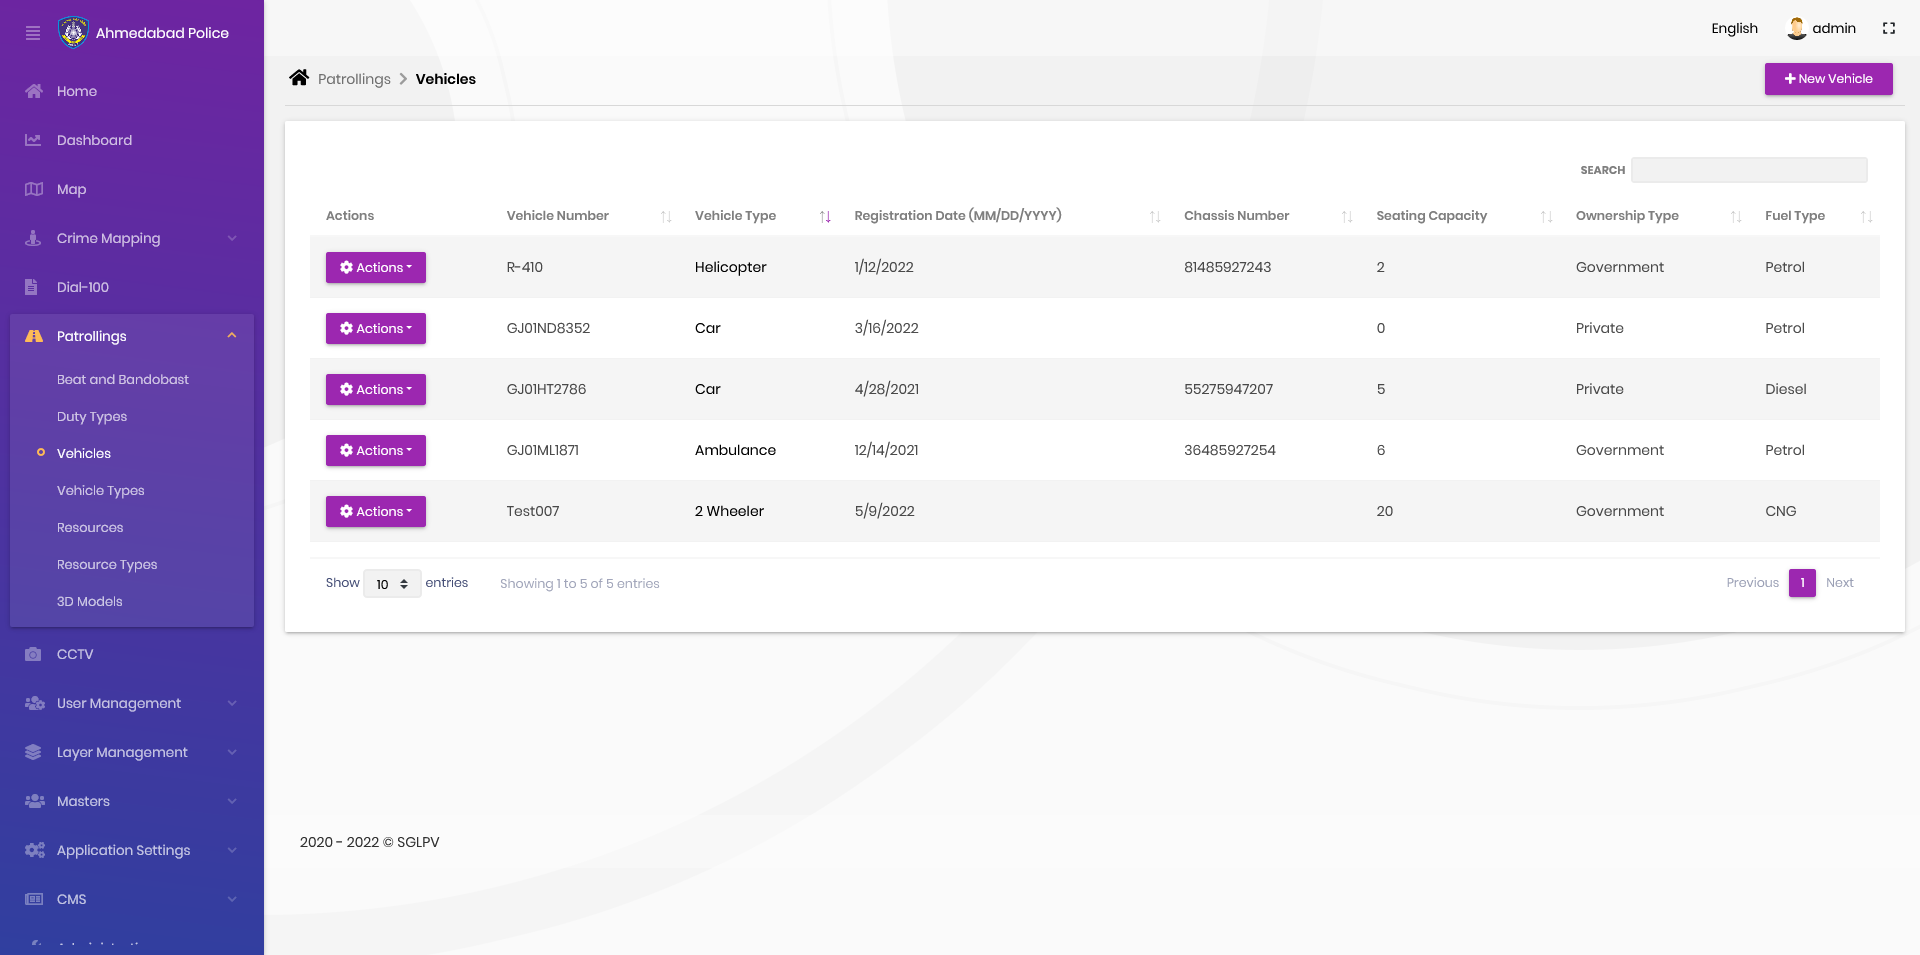 Ahmedabad Police
Home
Dashboard
Map
Crime Mapping
Dial-100
Patrollings
Beat and Bandobast
Duty Types
Vehicles
Vehicle Types
Resources
Resource Types
3D Models
CCTV
User Management
Layer Management
Masters
Application Settings
CMS
English admin
Patrollings Vehicles
New Vehicle
SEARCH
Actions Vehicle Number Vehicle Type Registration Date (MM/DD/YYYY) Chassis Number Seating Capacity Ownership Type Fuel Type
Actions R-410 Helicopter 1/12/2022 81485927243 2 Government Petrol
Actions GJ01ND8352 Car 3/16/2022 0 Private Petrol
Actions GJ01HT2786 Car 4/28/2021 55275947207 5 Private Diesel
Actions GJ01ML1871 Ambulance 12/14/2021 36485927254 6 Government Petrol
Actions Test007 2 Wheeler 5/9/2022 20 Government CNG
Show 10 entries Showing 1 to 5 of 5 entries Previous 1 Next
2020 - 2022 © SGLPV